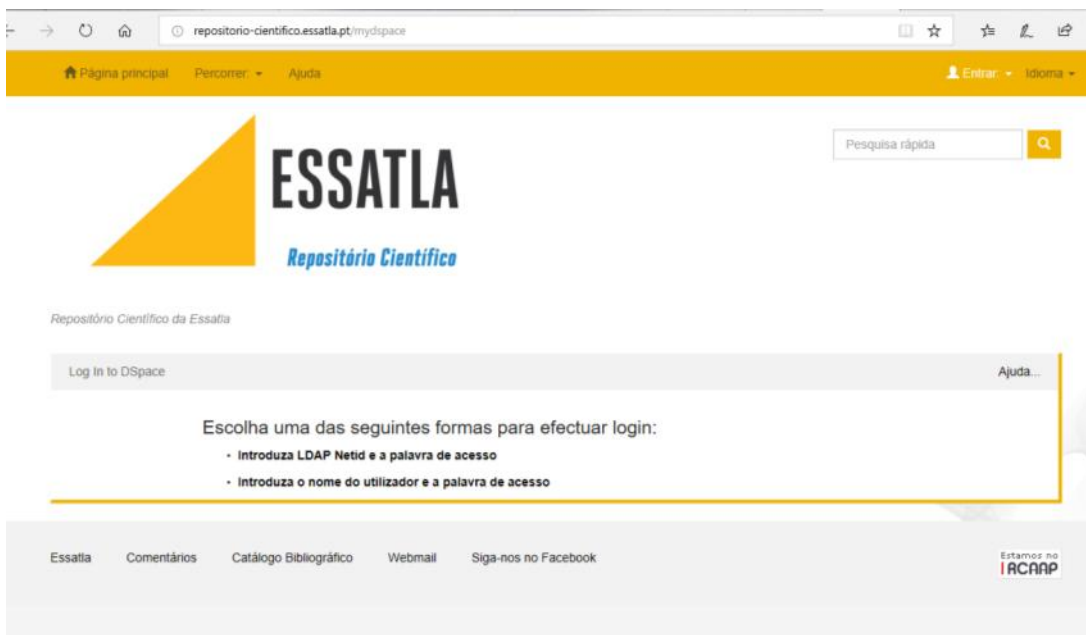 repositorio-cientifico.essatla.pt/mydspace
Página principal Percorrer: Ajuda Entrar: Idioma
Pesquisa rápida
ESSATLA
Repositório Científico
Repositório Científico da Essatla
Log In to DSpace Ajuda...
Escolha uma das seguintes formas para efectuar login:
• Introduza LDAP Netid e a palavra de acesso
• Introduza o nome do utilizador e a palavra de acesso
Essatla Comentários Catálogo Bibliográfico Webmail Siga-nos no Facebook
Estamos no
RCAAP